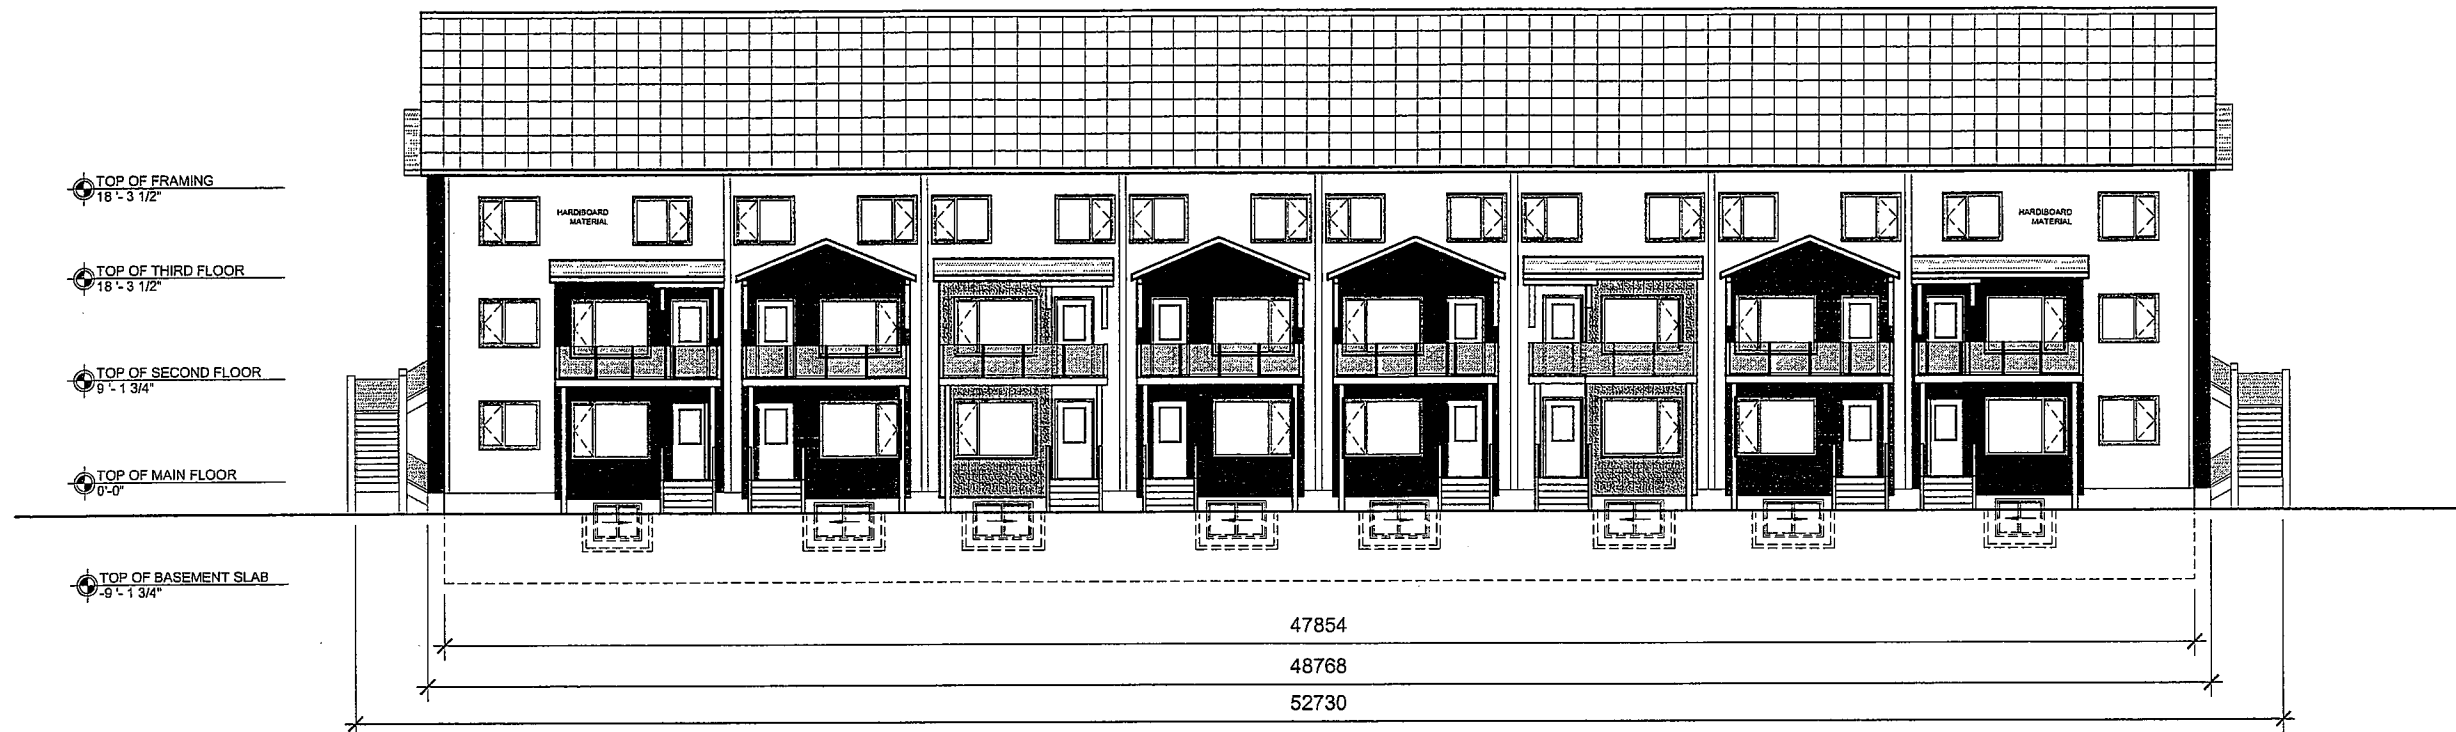 TOP OF FRAMING
18 '- 3 1/2"
HARDIBOARD
MATERIAL
HARDIBOARD
MATERIAL
TOP OF THIRD FLOOR
18 '- 3 1/2"
TOP OF SECOND FLOOR
9 '- 1 3/4"
TOP OF MAIN FLOOR
0'-0"
TOP OF BASEMENT SLAB
-9 '- 1 3/4"
47854
48768
52730